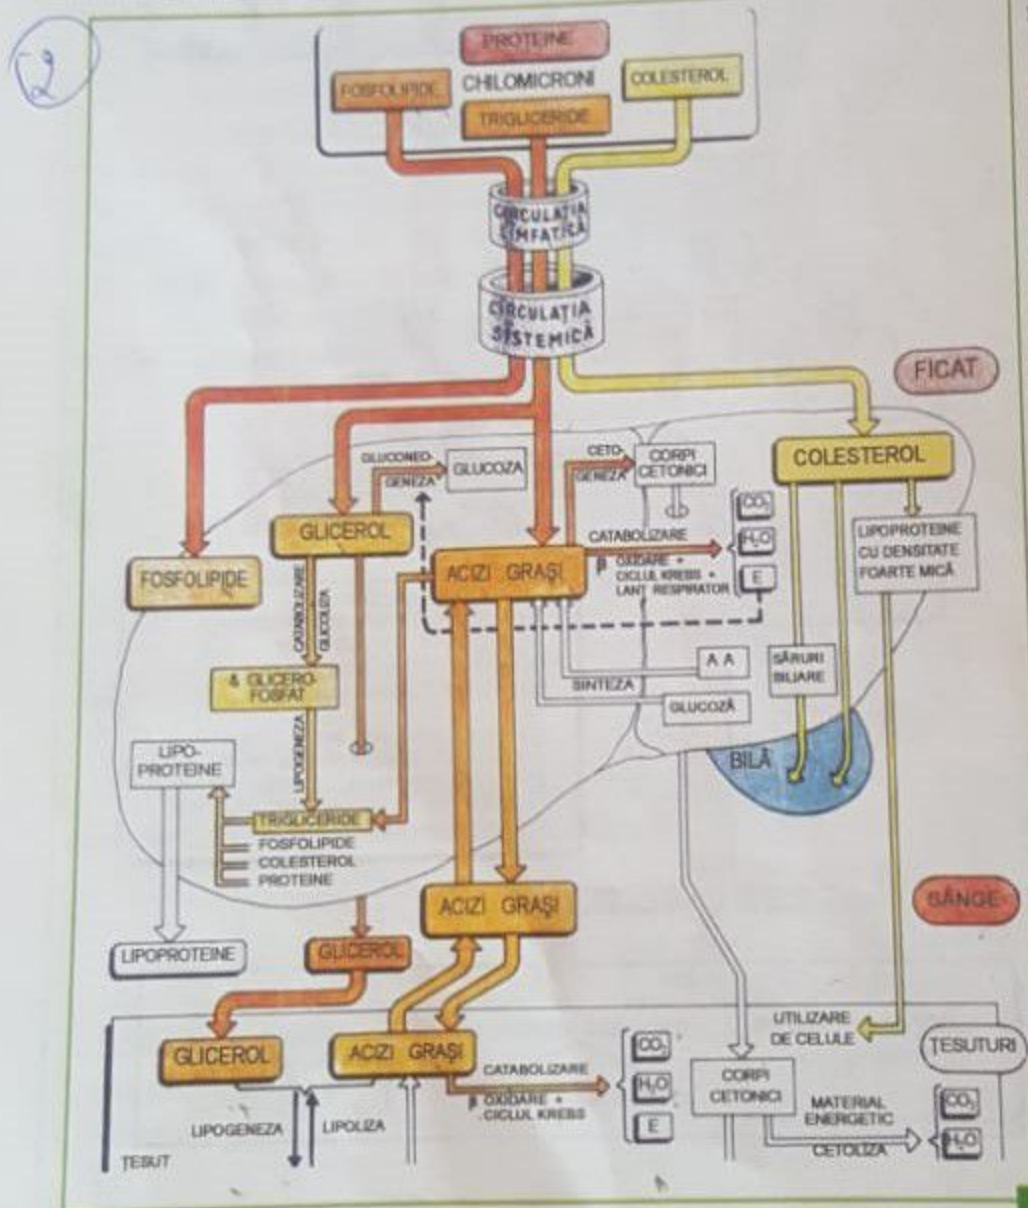 2
PROTEINE
FOSFOLIPIDE
CHILOMICRONI
COLESTEROL
TRIGLICERIDE
CIRCULAȚIA
LIMFATICĂ
CIRCULAȚIA
SISTEMICĂ
FICAT
GLUCONEO-
GENEZA
GLUCOZA
CETO-
GENEZA
CORPI
CETONICI
COLESTEROL
GLICEROL
FOSFOLIPIDE
ACIZI GRAȘI
CATABOLIZARE
β OXIDARE +
CICLUL KREBS +
LANȚ RESPIRATOR
CO₂
H₂O
E
LIPOPROTEINE
CU DENSITATE
FOARTE MICĂ
CATABOLIZARE
GLICOLIZA
GLICERO-
FOSFAT
A A
SINTEZA
GLUCOZĂ
SĂRURI
BILIARE
BILĂ
LIPOGENEZA
LIPO-
PROTEINE
TRIGLICERIDE
FOSFOLIPIDE
COLESTEROL
PROTEINE
ACIZI GRAȘI
SÂNGE
LIPOPROTEINE
GLICEROL
GLICEROL
ACIZI GRAȘI
CATABOLIZARE
β OXIDARE +
CICLUL KREBS
CO₂
H₂O
E
UTILIZARE
DE CELULE
ȚESUTURI
CORPI
CETONICI
MATERIAL
ENERGETIC
CETOLIZA
CO₂
H₂O
LIPOGENEZA
LIPOLIZA
ȚESUT